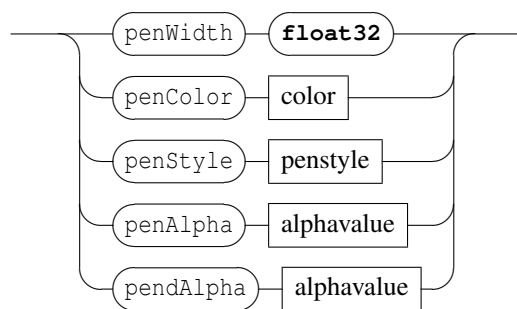 penWidth float32
penColor color
penStyle penstyle
penAlpha alphavalue
pendAlpha alphavalue